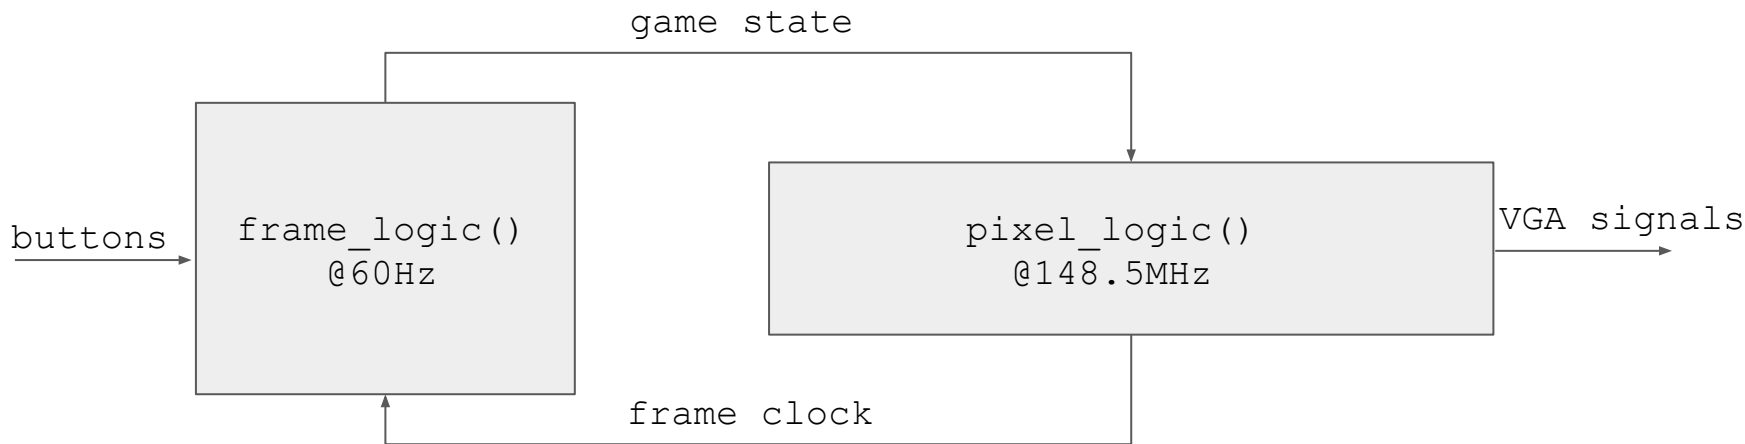 game state
buttons
frame_logic()
@60Hz
pixel_logic()
@148.5MHz
VGA signals
frame clock